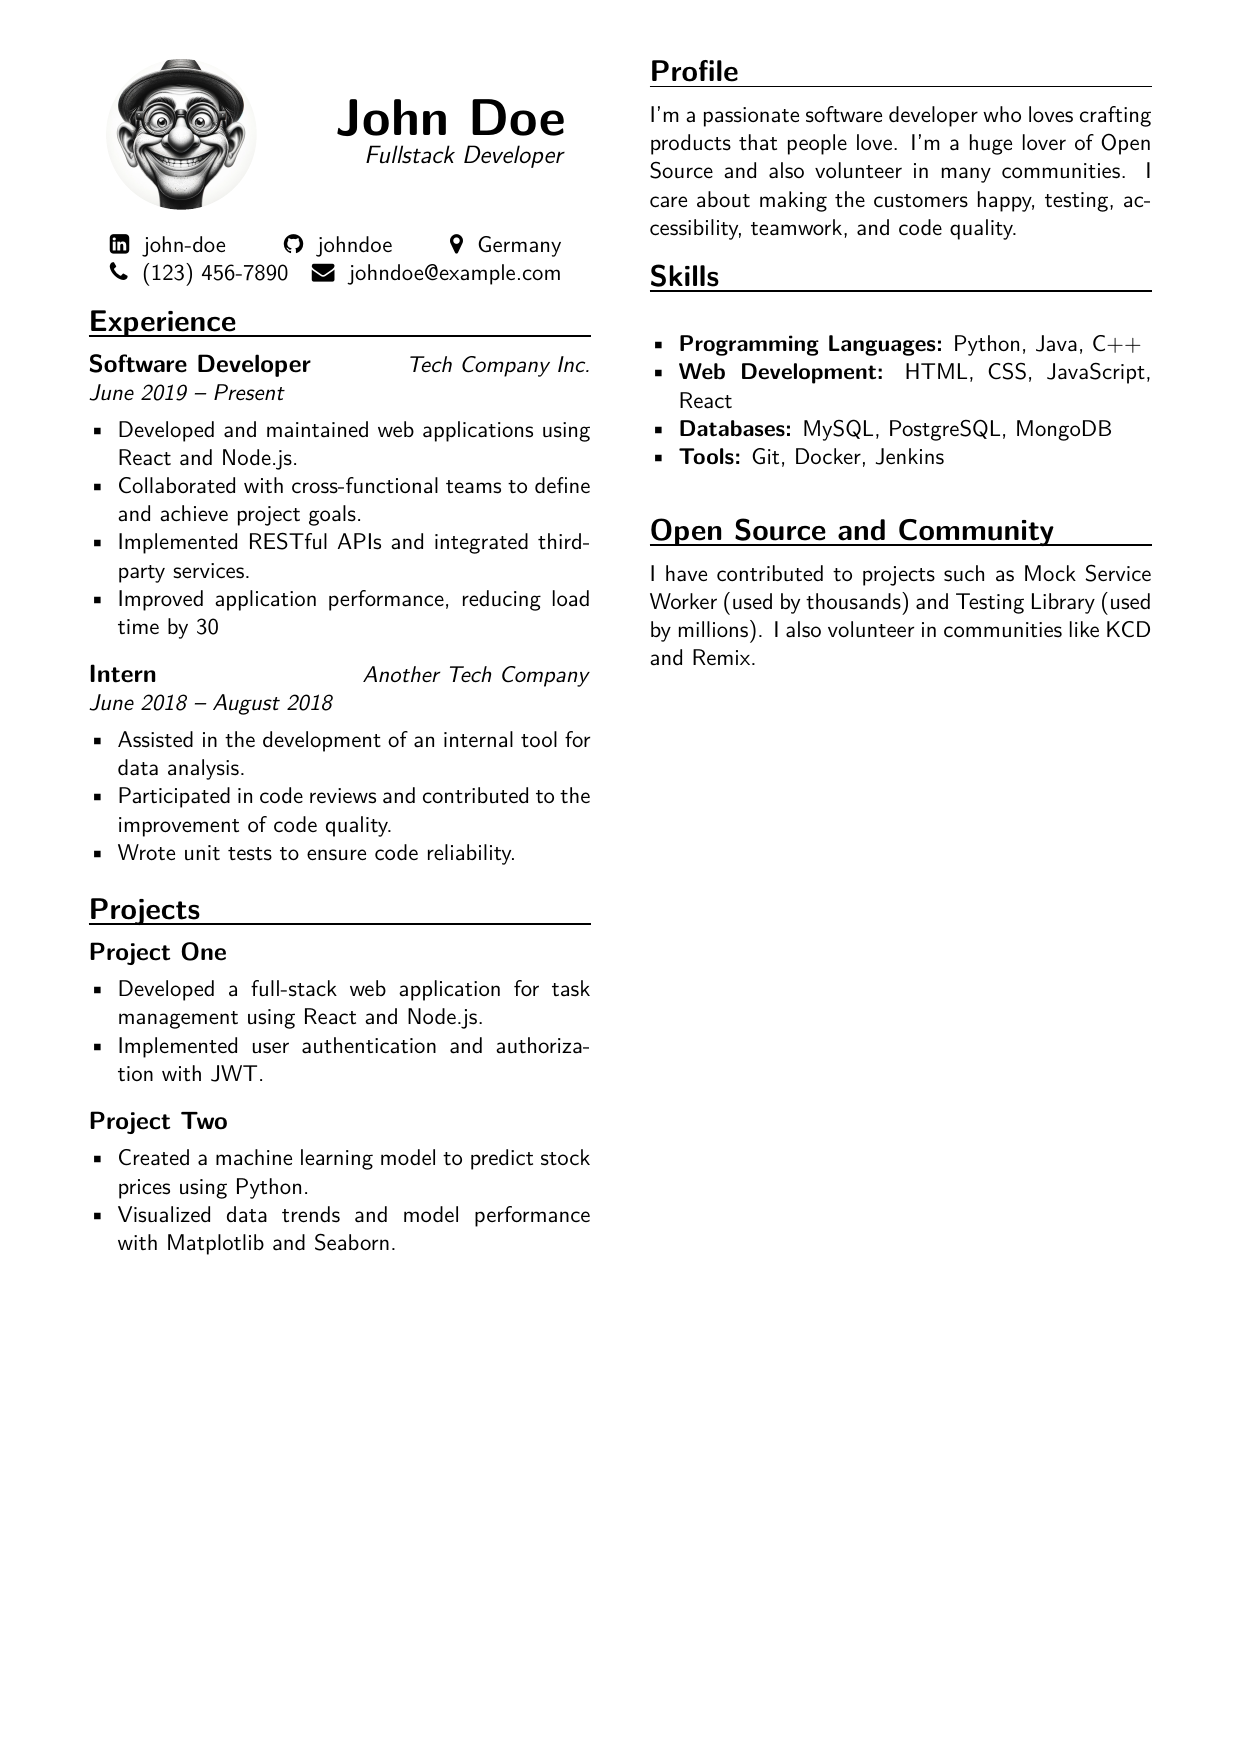 John Doe
Fullstack Developer
john-doe johndoe Germany
(123) 456-7890 johndoe@example.com
Experience
Software Developer Tech Company Inc.
June 2019 – Present
▪ Developed and maintained web applications using
React and Node.js.
▪ Collaborated with cross-functional teams to define
and achieve project goals.
▪ Implemented RESTful APIs and integrated third-
party services.
▪ Improved application performance, reducing load
time by 30
Intern Another Tech Company
June 2018 – August 2018
▪ Assisted in the development of an internal tool for
data analysis.
▪ Participated in code reviews and contributed to the
improvement of code quality.
▪ Wrote unit tests to ensure code reliability.
Projects
Project One
▪ Developed a full-stack web application for task
management using React and Node.js.
▪ Implemented user authentication and authoriza-
tion with JWT.
Project Two
▪ Created a machine learning model to predict stock
prices using Python.
▪ Visualized data trends and model performance
with Matplotlib and Seaborn.
Profile
I'm a passionate software developer who loves crafting
products that people love. I'm a huge lover of Open
Source and also volunteer in many communities. I
care about making the customers happy, testing, ac-
cessibility, teamwork, and code quality.
Skills
▪ Programming Languages: Python, Java, C++
▪ Web Development: HTML, CSS, JavaScript,
React
▪ Databases: MySQL, PostgreSQL, MongoDB
▪ Tools: Git, Docker, Jenkins
Open Source and Community
I have contributed to projects such as Mock Service
Worker (used by thousands) and Testing Library (used
by millions). I also volunteer in communities like KCD
and Remix.